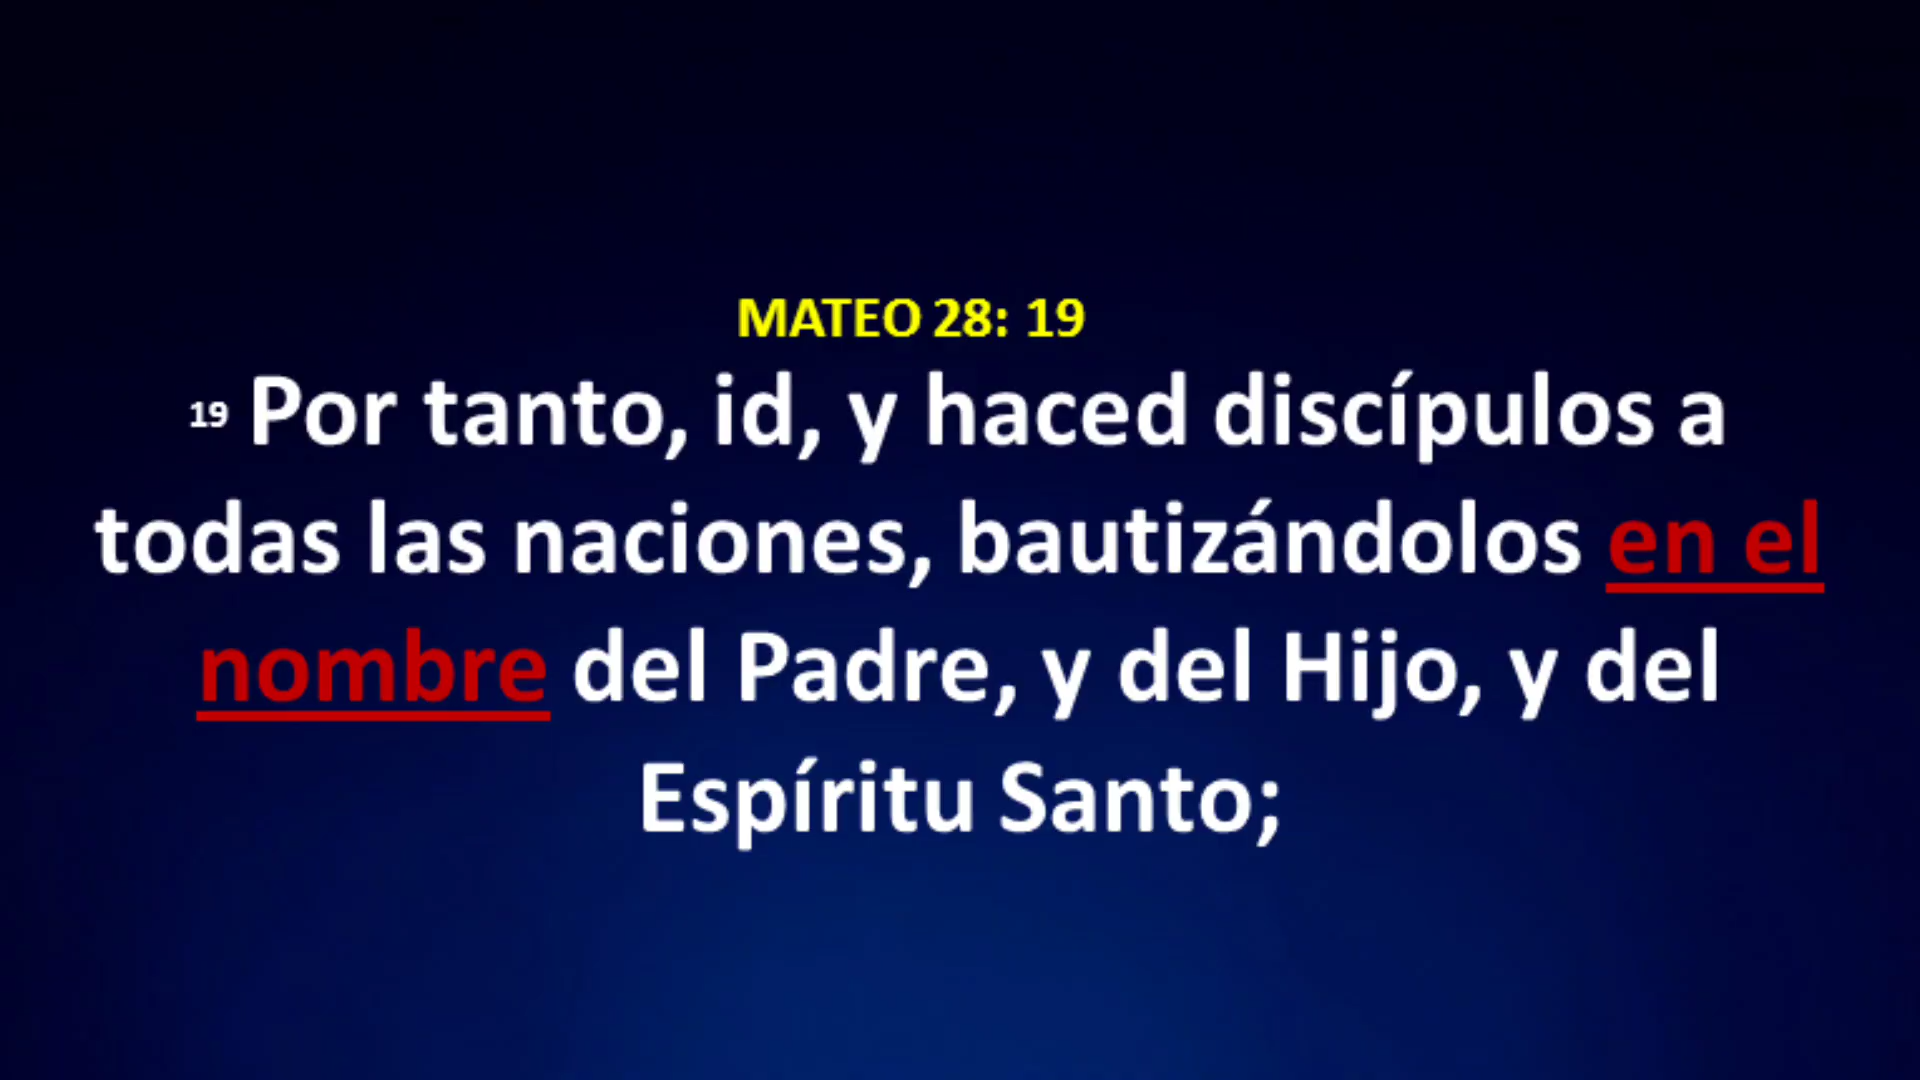 MATEO 28: 19
19 Por tanto, id, y haced discípulos a
todas las naciones, bautizándolos en el
nombre del Padre, y del Hijo, y del
Espíritu Santo;